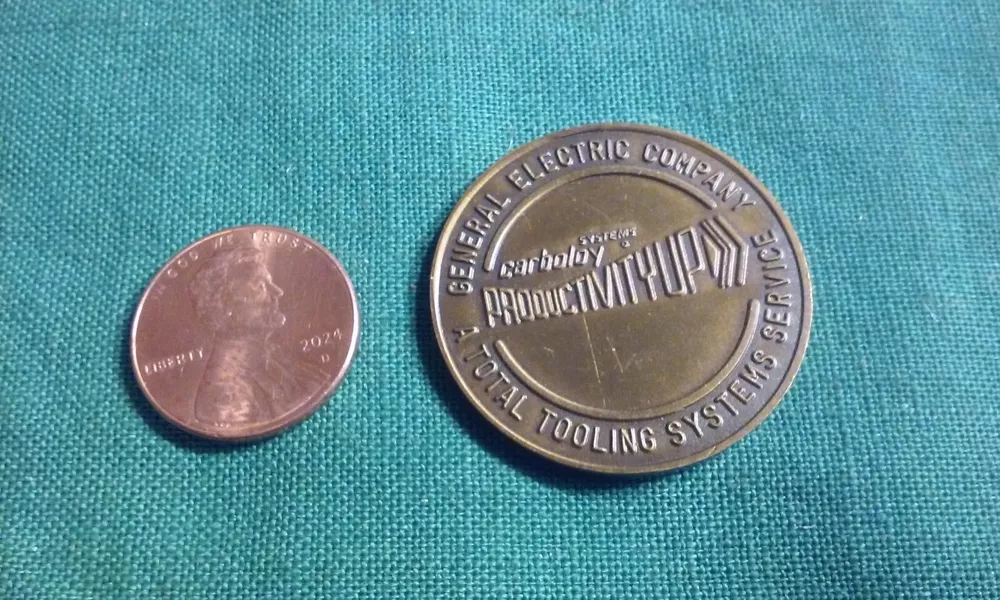 IN GOD WE TRUST
LIBERTY
2024
D
GENERAL ELECTRIC COMPANY
SYSTEMS
carboloy
®
PRODUCTIVITY UP
A TOTAL TOOLING SYSTEMS SERVICE